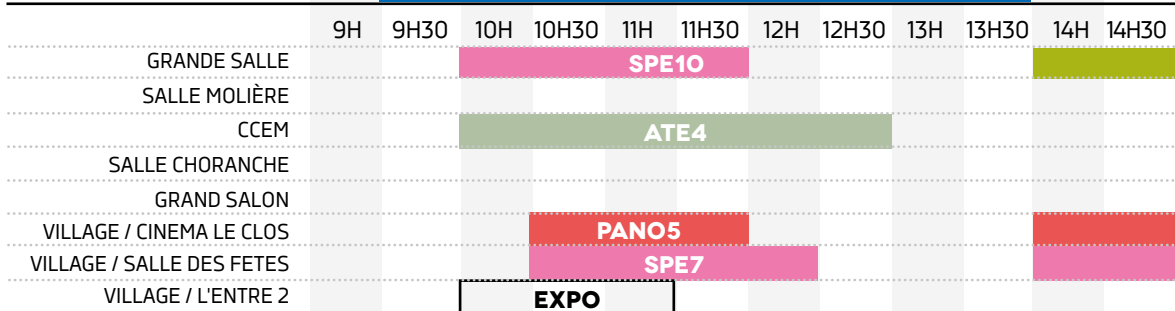 9H 9H30 10H 10H30 11H 11H30 12H 12H30 13H 13H30 14H 14H30
GRANDE SALLE SPE10
SALLE MOLIÈRE
CCEM ATE4
SALLE CHORANCHE
GRAND SALON
VILLAGE / CINEMA LE CLOS PANO5
VILLAGE / SALLE DES FETES SPE7
VILLAGE / L'ENTRE 2 EXPO